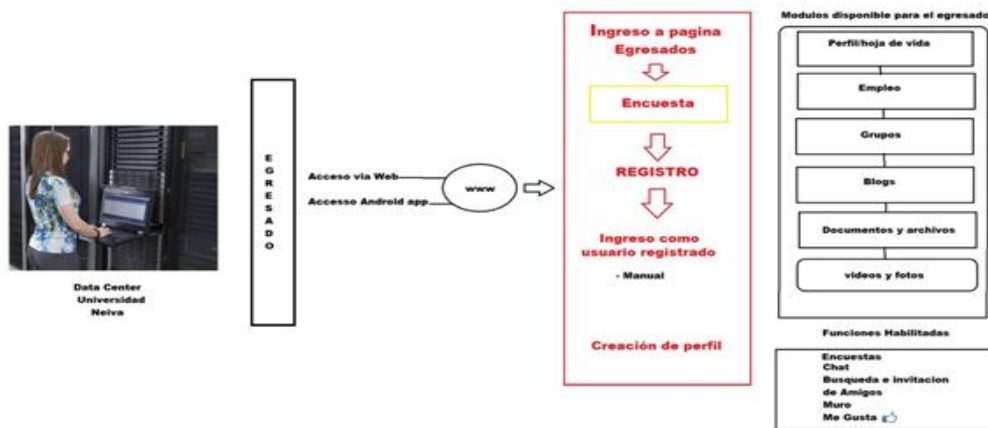 Data Center
Universidad
Neiva
EGRESADO
Acceso via Web
Accesso Android app
www
Ingreso a pagina
Egresados
Encuesta
REGISTRO
Ingreso como
usuario registrado
- Manual
Creación de perfil
Modulos disponible para el egresado
Perfil/hoja de vida
Empleo
Grupos
Blogs
Documentos y archivos
videos y fotos
Funciones Habilitadas
Encuestas
Chat
Busqueda e invitacion
de Amigos
Muro
Me Gusta